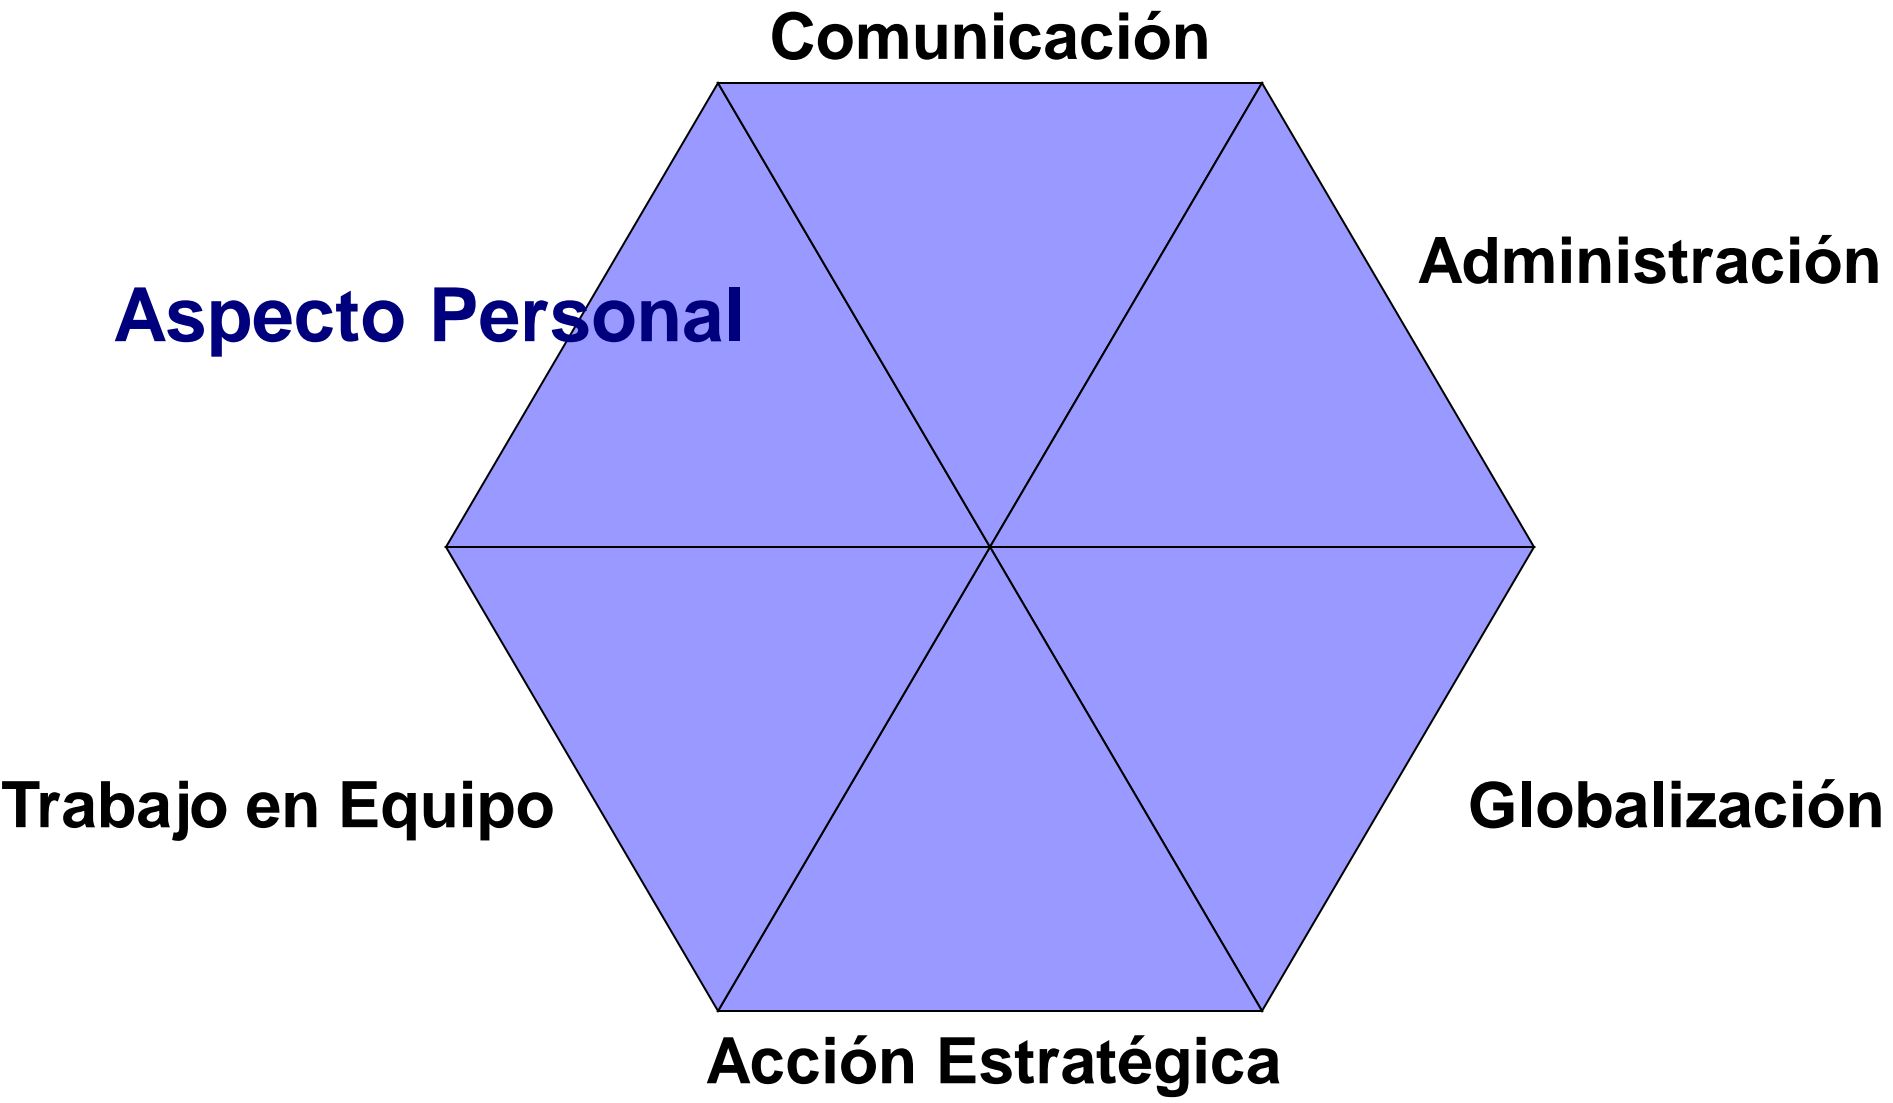 Comunicación
Administración
Aspecto Personal
Trabajo en Equipo
Globalización
Acción Estratégica